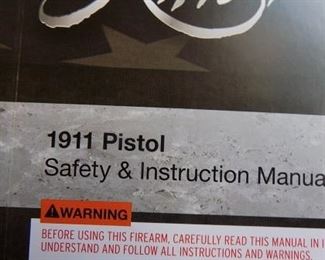 1911 Pistol
Safety & Instruction Manua
WARNING
BEFORE USING THIS FIREARM, CAREFULLY READ THIS MANUAL IN I
UNDERSTAND AND FOLLOW ALL INSTRUCTIONS AND WARNINGS.